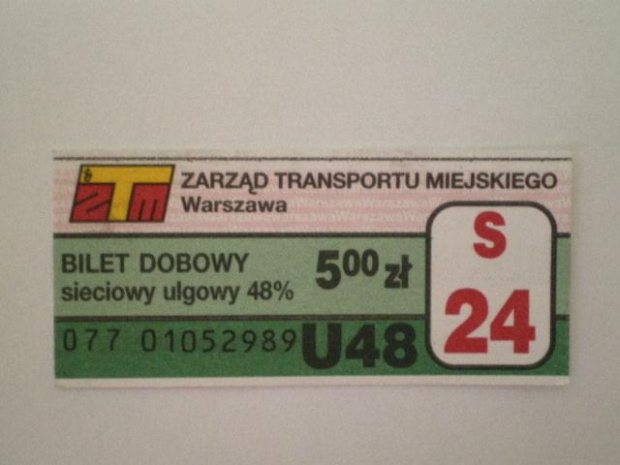 ZTM
ZARZĄD TRANSPORTU MIEJSKIEGO
Warszawa
BILET DOBOWY
sieciowy ulgowy 48%
5⁰⁰ zł
S
24
077 01052989
U48